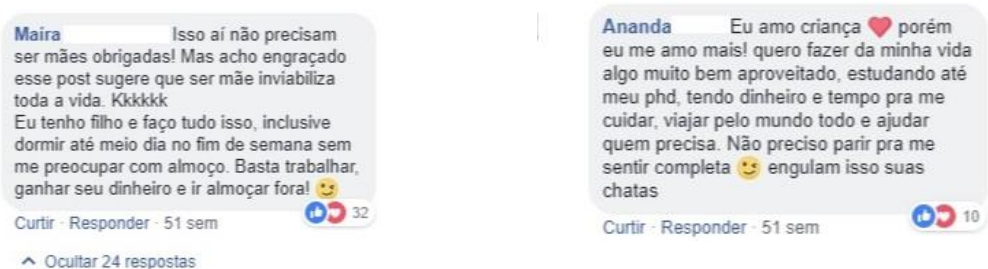 Maira Isso aí não precisam
ser mães obrigadas! Mas acho engraçado
esse post sugere que ser mãe inviabiliza
toda a vida. Kkkkkk
Eu tenho filho e faço tudo isso, inclusive
dormir até meio dia no fim de semana sem
me preocupar com almoço. Basta trabalhar,
ganhar seu dinheiro e ir almoçar fora! 😉
32
Curtir · Responder · 51 sem
Ocultar 24 respostas
Ananda Eu amo criança ❤️ porém
eu me amo mais! quero fazer da minha vida
algo muito bem aproveitado, estudando até
meu phd, tendo dinheiro e tempo pra me
cuidar, viajar pelo mundo todo e ajudar
quem precisa. Não preciso parir pra me
sentir completa 😉 engulam isso suas
chatas
10
Curtir · Responder · 51 sem